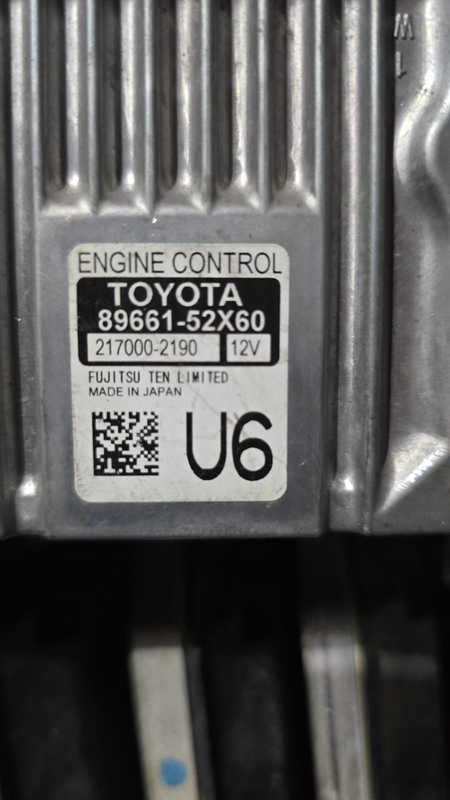 ENGINE CONTROL
TOYOTA
89661-52X60
217000-2190 12V
FUJITSU TEN LIMITED
MADE IN JAPAN
U6